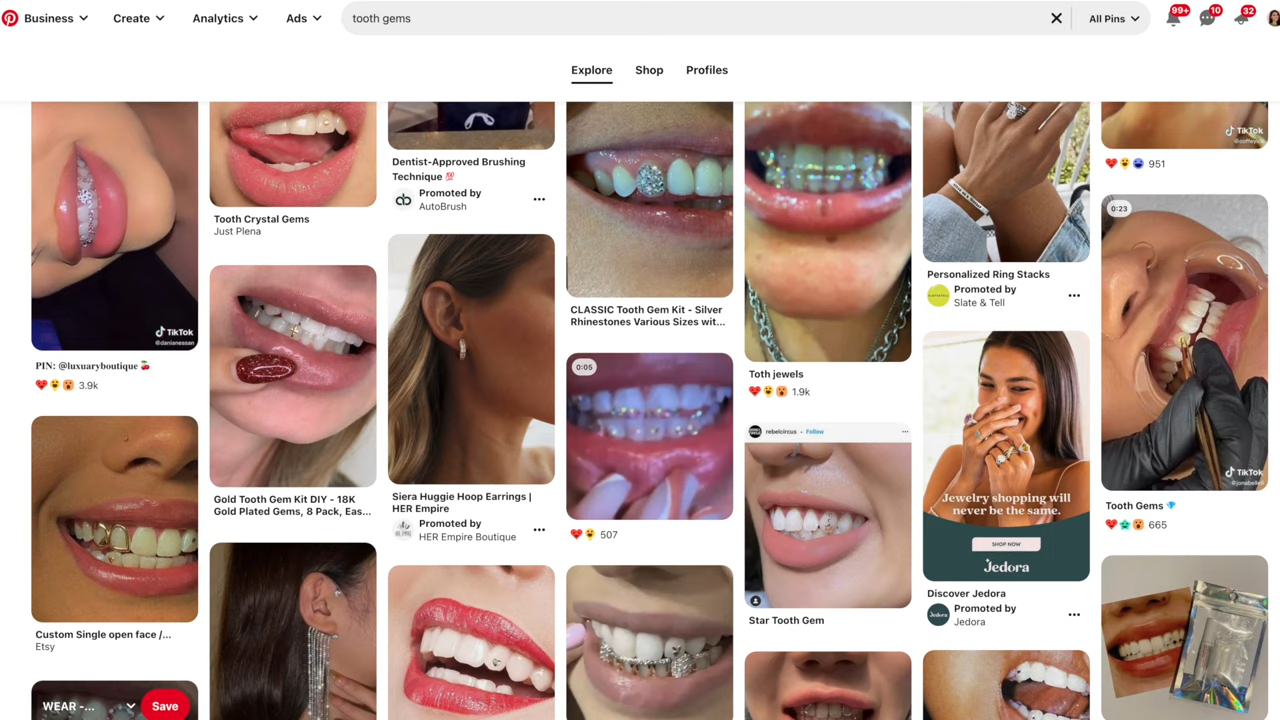 Business
Create
Analytics
Ads
tooth gems
All Pins
99+
10
32
Explore
Shop
Profiles
TikTok
@danianessan
PIN: @luxuaryboutique 🍒
3.9k
Custom Single open face /...
Etsy
WEAR -...
Save
Tooth Crystal Gems
Just Plena
Gold Tooth Gem Kit DIY - 18K
Gold Plated Gems, 8 Pack, Eas...
Dentist-Approved Brushing
Technique 💯
Promoted by
AutoBrush
Siera Huggie Hoop Earrings |
HER Empire
Promoted by
HER Empire Boutique
CLASSIC Tooth Gem Kit - Silver
Rhinestones Various Sizes wit...
0:05
507
Toth jewels
1.9k
rebelcircus • Follow
Star Tooth Gem
Personalized Ring Stacks
Promoted by
Slate & Tell
Jewelry shopping will
never be the same.
SHOP NOW
Jedora
Discover Jedora
Jedora
Promoted by
Jedora
TikTok
951
0:23
TikTok
Tooth Gems 💎
665